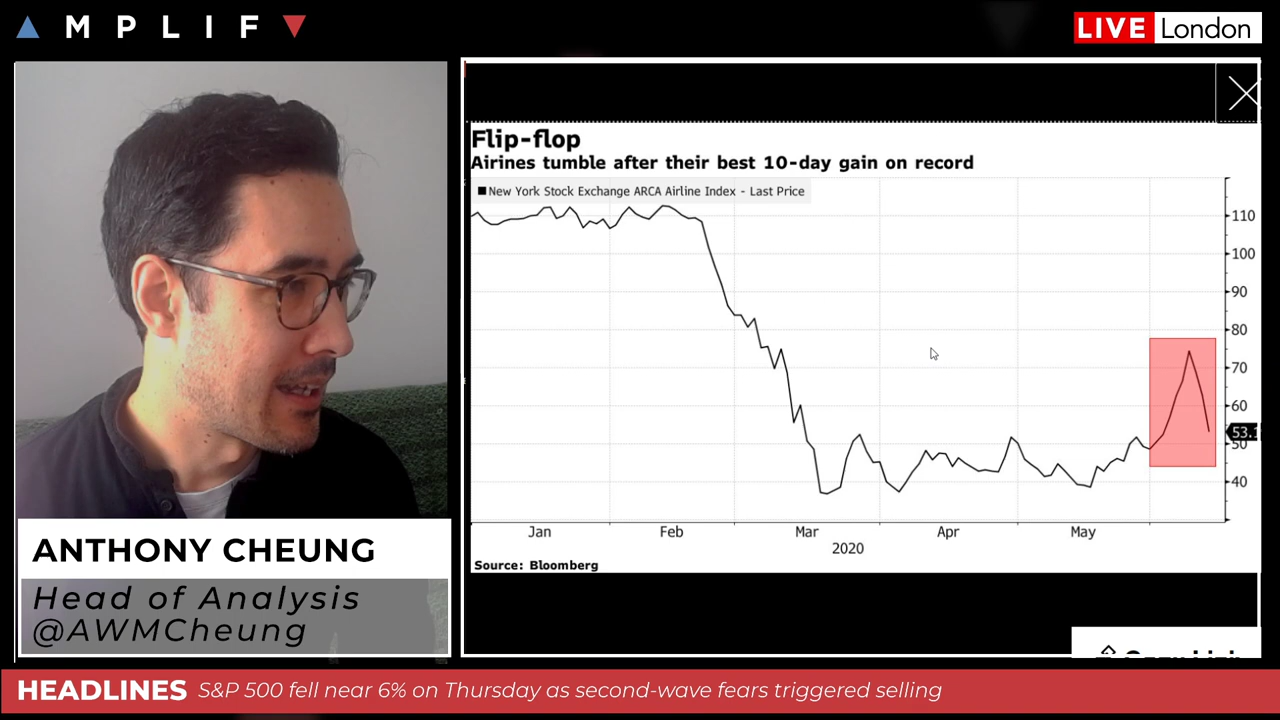 AMPLIFY
LIVE London
Flip-flop
Airines tumble after their best 10-day gain on record
New York Stock Exchange ARCA Airline Index - Last Price
110
100
90
80
70
60
53.1
50
40
Jan Feb Mar Apr May
2020
Source: Bloomberg
ANTHONY CHEUNG
Head of Analysis
@AWMCheung
HEADLINES S&P 500 fell near 6% on Thursday as second-wave fears triggered selling